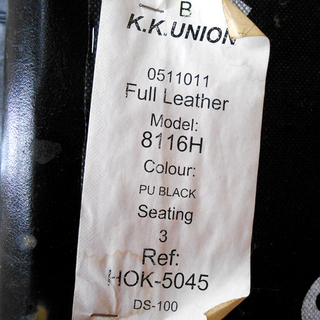 B
K.K.UNION
0511011
Full Leather
Model:
8116H
Colour:
PU BLACK
Seating
3
Ref:
HOK-5045
DS-100